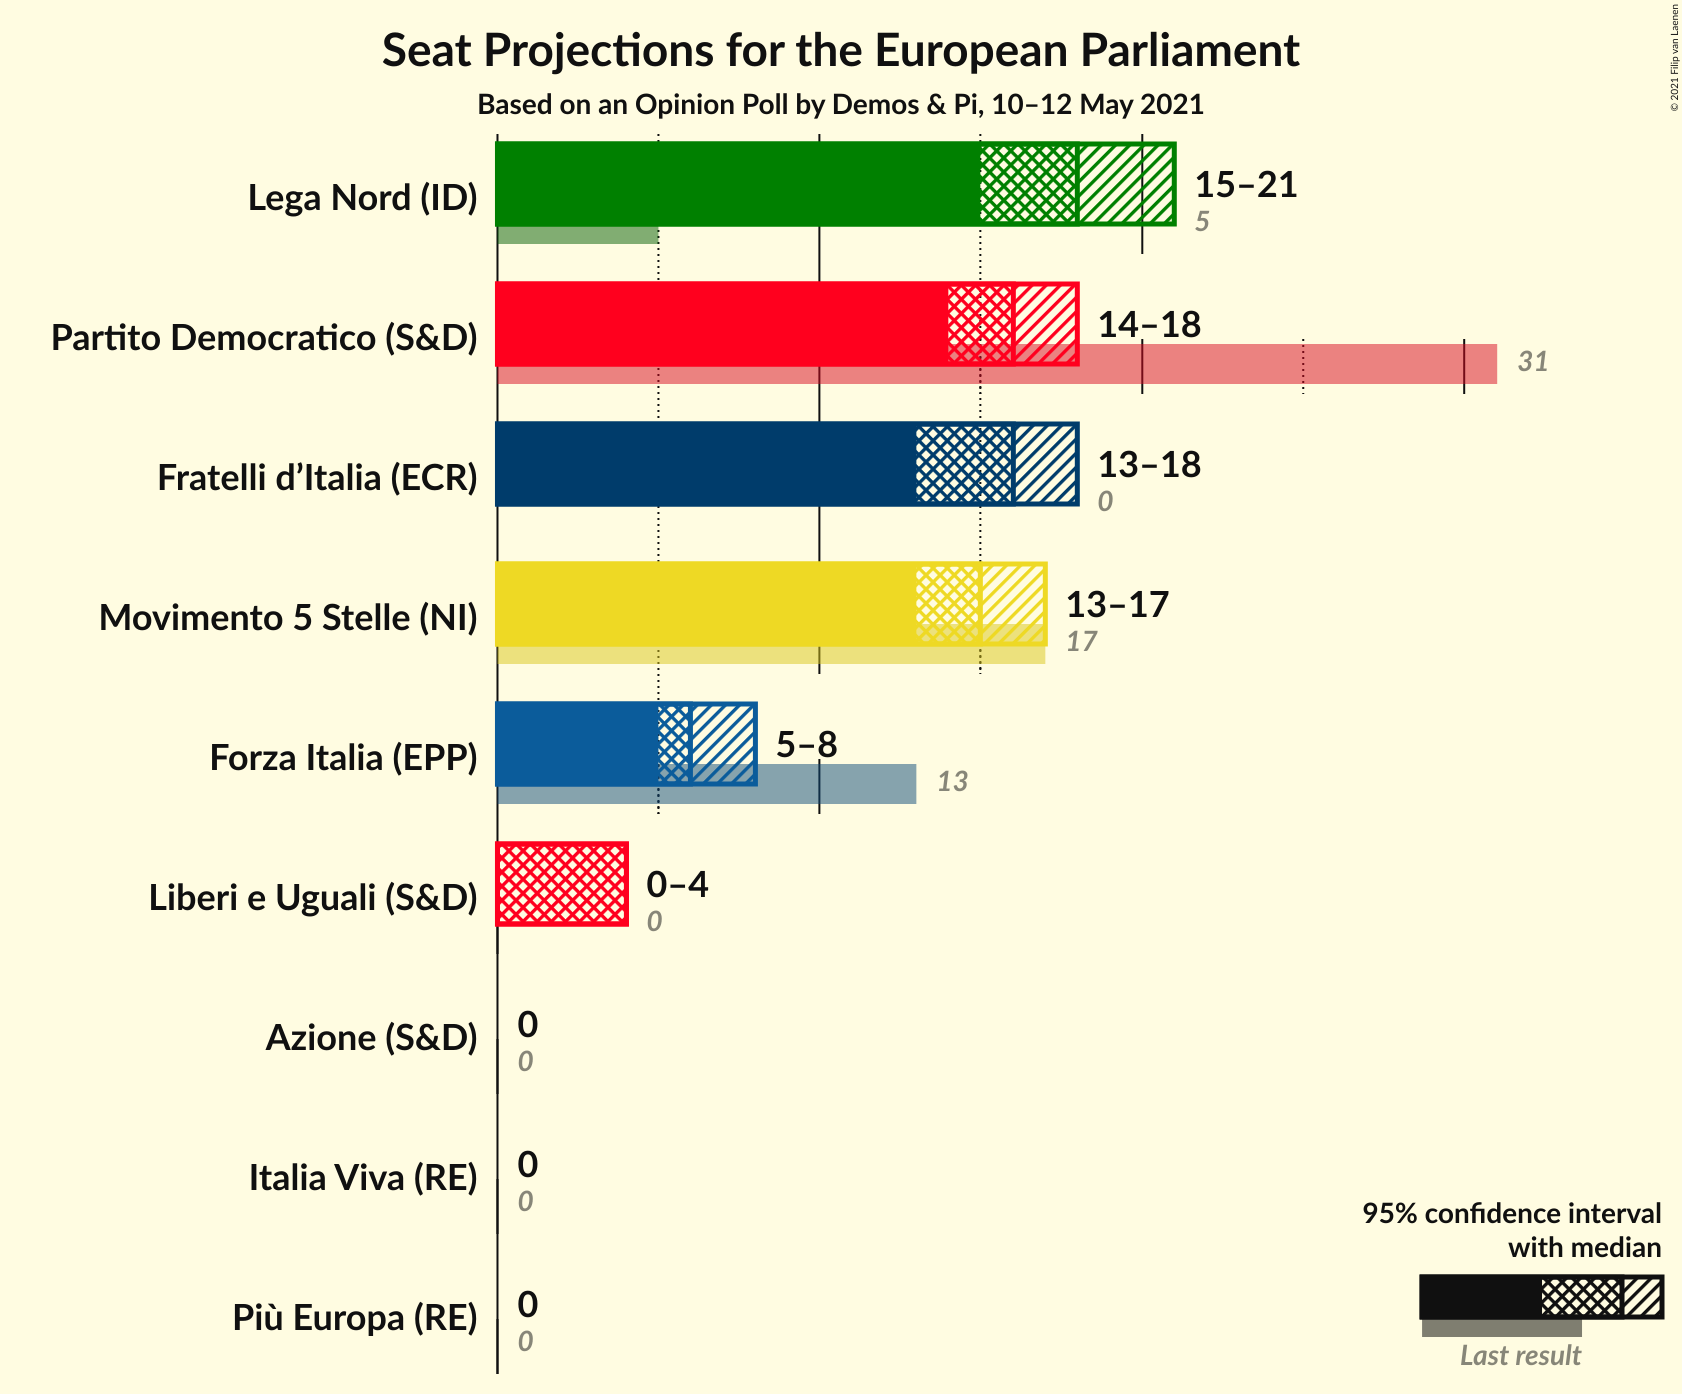 Seat Projections for the European Parliament
Based on an Opinion Poll by Demos & Pi, 10–12 May 2021
© 2021 Filip van Laenen
Lega Nord (ID)
15–21
5
Partito Democratico (S&D)
14–18
31
Fratelli d’Italia (ECR)
13–18
0
Movimento 5 Stelle (NI)
13–17
17
Forza Italia (EPP)
5–8
13
Liberi e Uguali (S&D)
0–4
0
Azione (S&D)
0
0
Italia Viva (RE)
0
0
Più Europa (RE)
0
0
95% confidence interval
with median
Last result